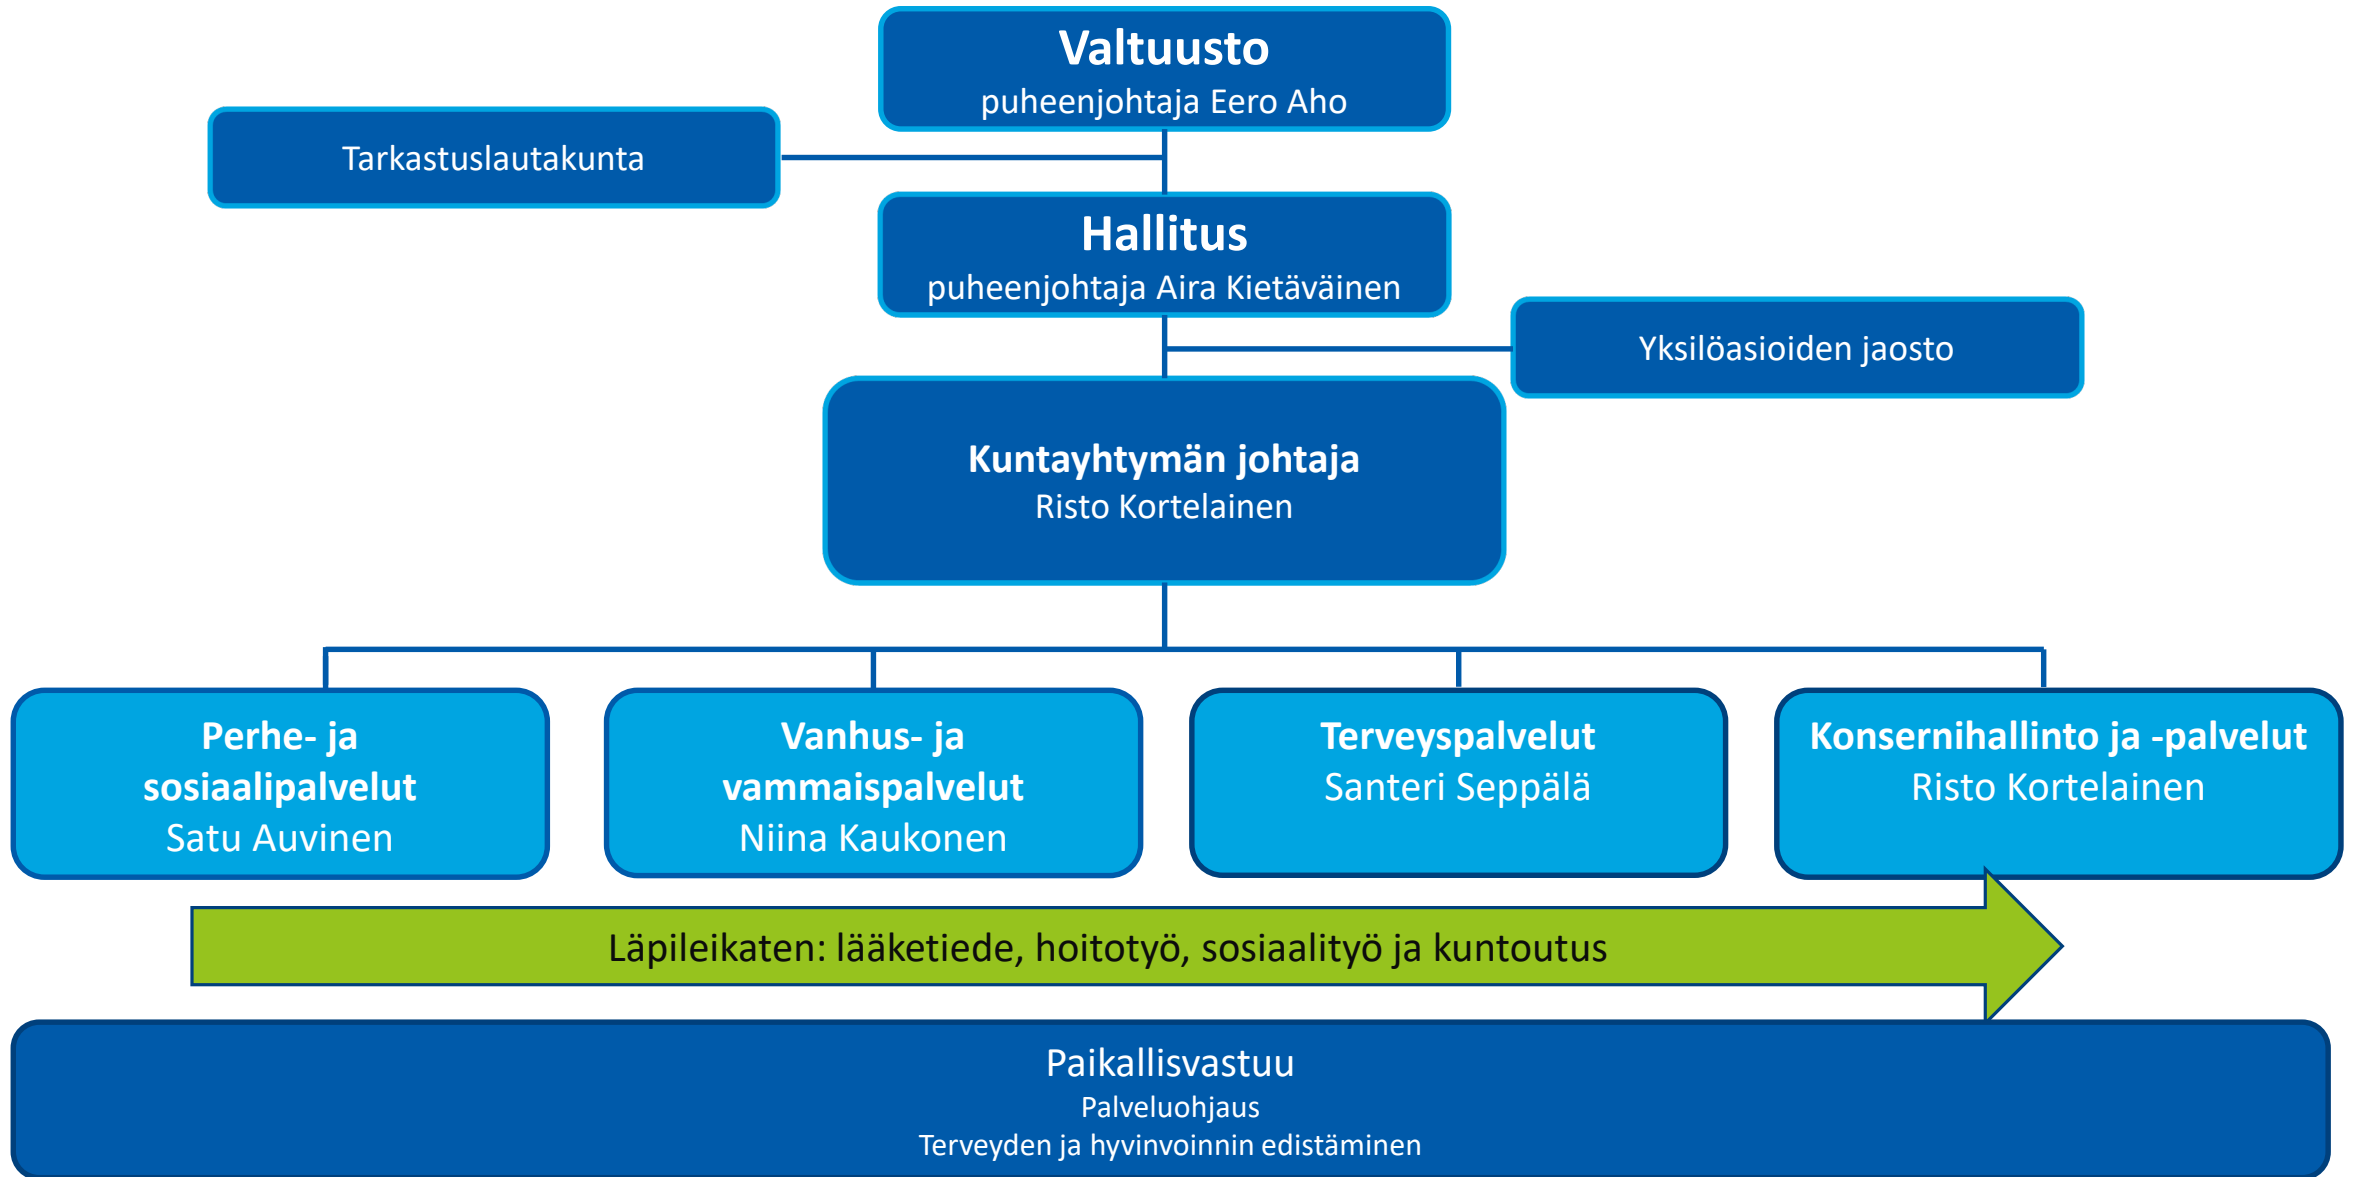 Valtuusto
puheenjohtaja Eero Aho
Tarkastuslautakunta
Hallitus
puheenjohtaja Aira Kietäväinen
Yksilöasioiden jaosto
Kuntayhtymän johtaja
Risto Kortelainen
Perhe- ja
sosiaalipalvelut
Satu Auvinen
Vanhus- ja
vammaispalvelut
Niina Kaukonen
Terveyspalvelut
Santeri Seppälä
Konsernihallinto ja -palvelut
Risto Kortelainen
Läpileikaten: lääketiede, hoitotyö, sosiaalityö ja kuntoutus
Paikallisvastuu
Palveluohjaus
Terveyden ja hyvinvoinnin edistäminen